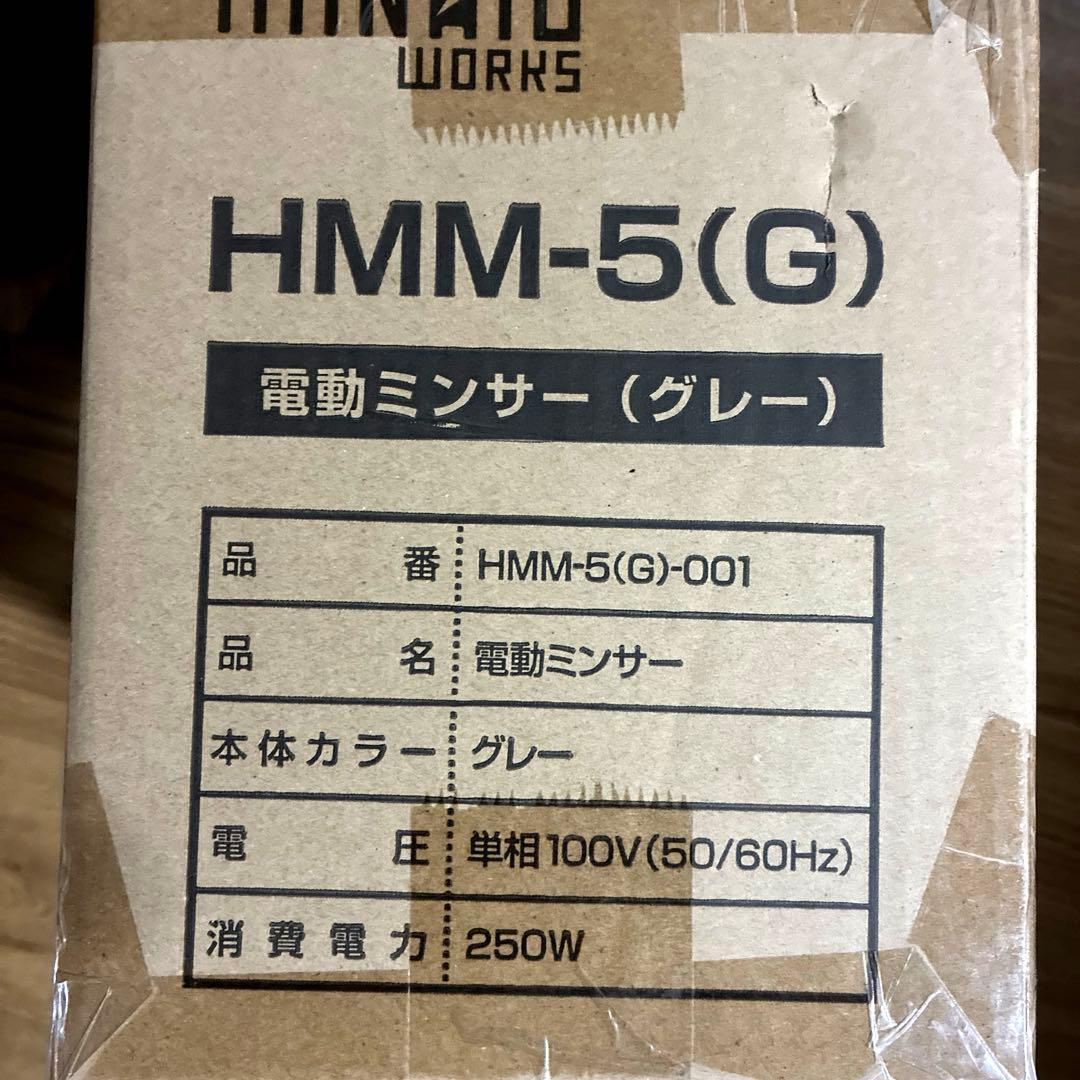 MINATO
WORKS
HMM-5(G)
電動ミンサー（グレー）
品番 HMM-5(G)-001
品名 電動ミンサー
本体カラー グレー
電圧 単相100V(50/60Hz)
消費電力 250W